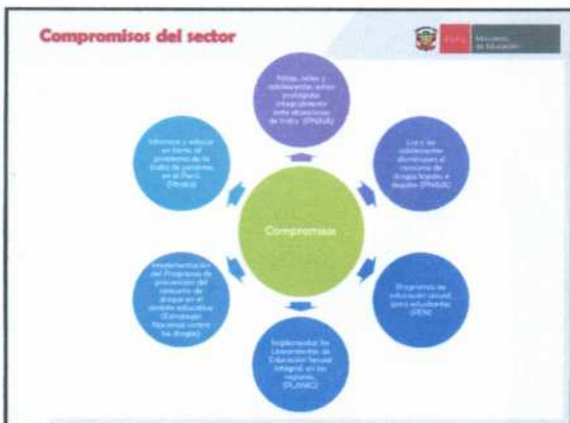 Compromisos del sector
PERÚ
Ministerio
de Educación
Niñas, niños y
adolescentes están
protegidos
integralmente
ante situaciones
de trata (PNAIA)
Los y las
adolescentes
disminuyen el
consumo de
drogas legales e
ilegales (PNAIA)
Programas de
educación sexual
para estudiantes
(PEN)
Implementar los
Lineamientos de
Educación Sexual
Integral en las
regiones.
(PLANIG)
Implementación
del Programa de
prevención del
consumo de
drogas en el
ámbito educativo
(Estrategia
Nacional contra
las drogas)
Informar y educar
en torno al
problema de la
trata de personas
en el Perú.
Compromisos